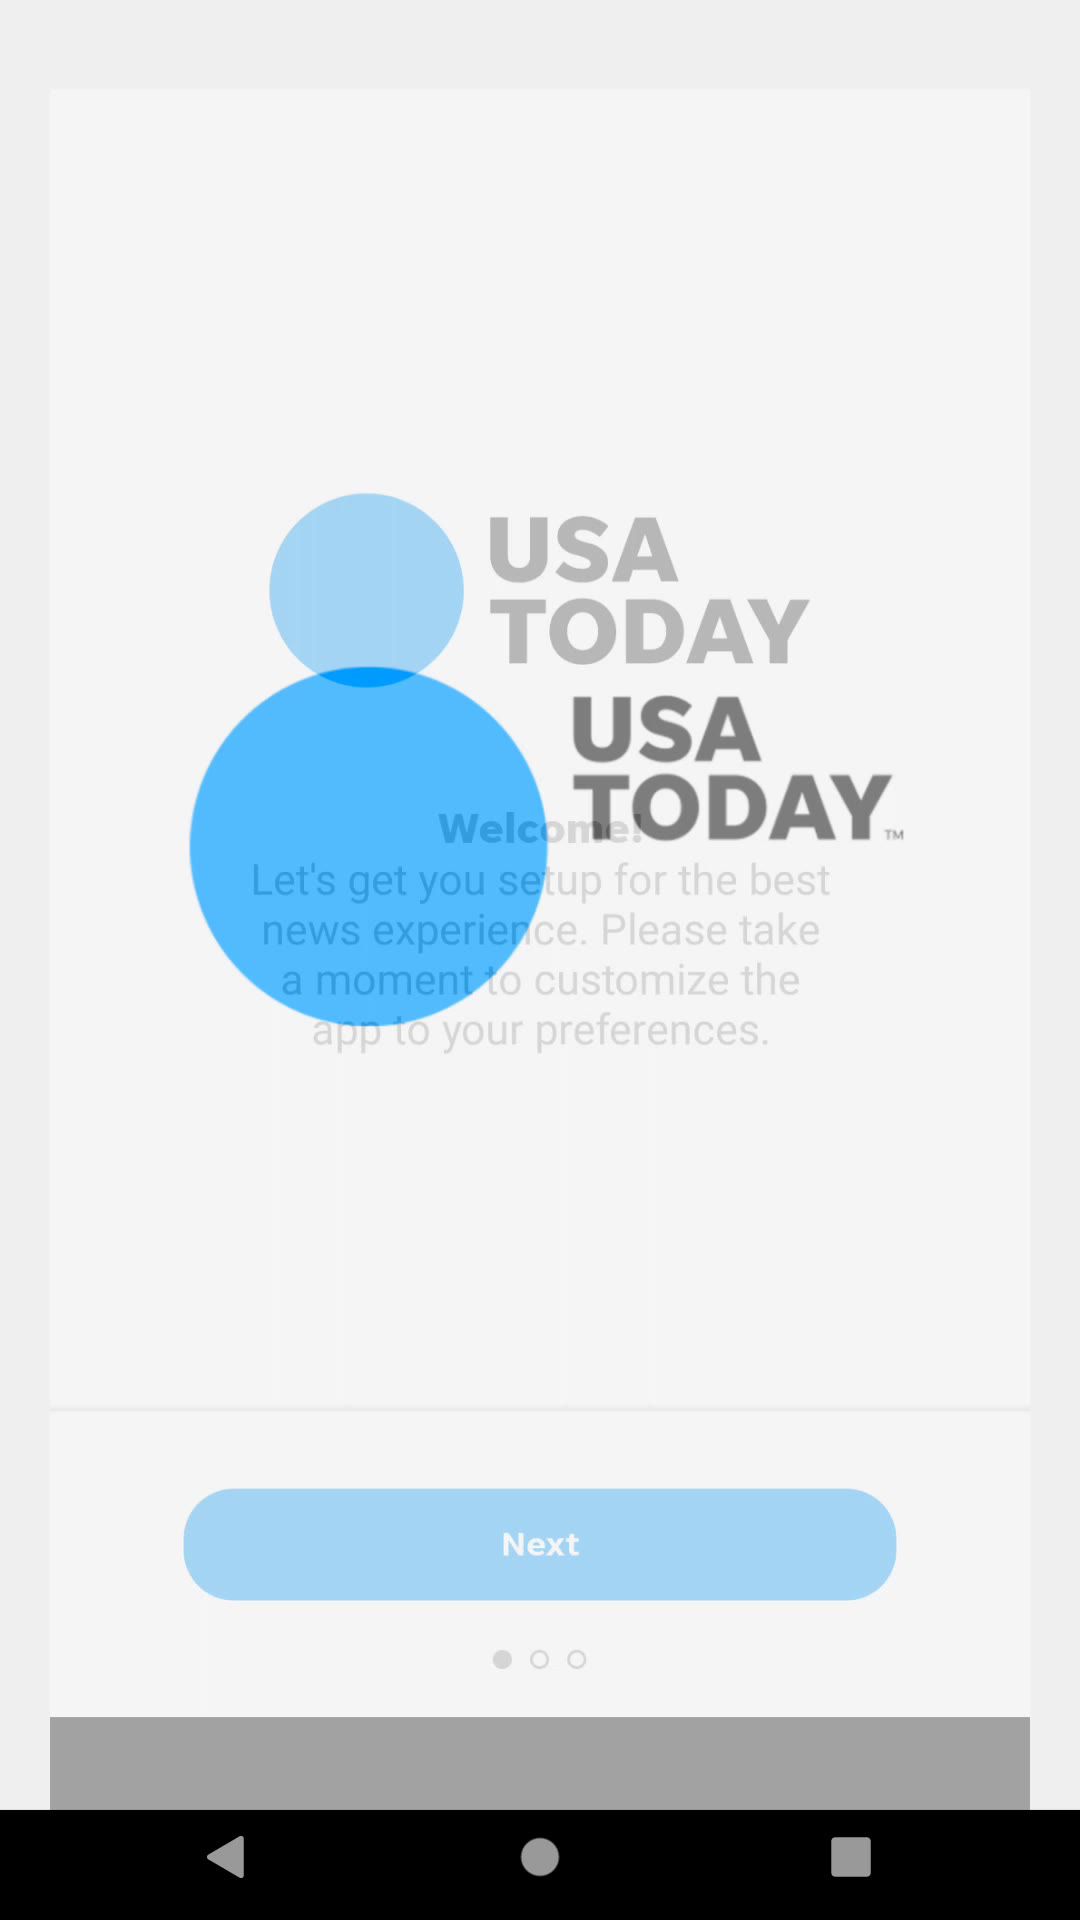 USA
TODAY
USA
TODAY™
Welcome!
Let's get you setup for the best
news experience. Please take
a moment to customize the
app to your preferences.
Next